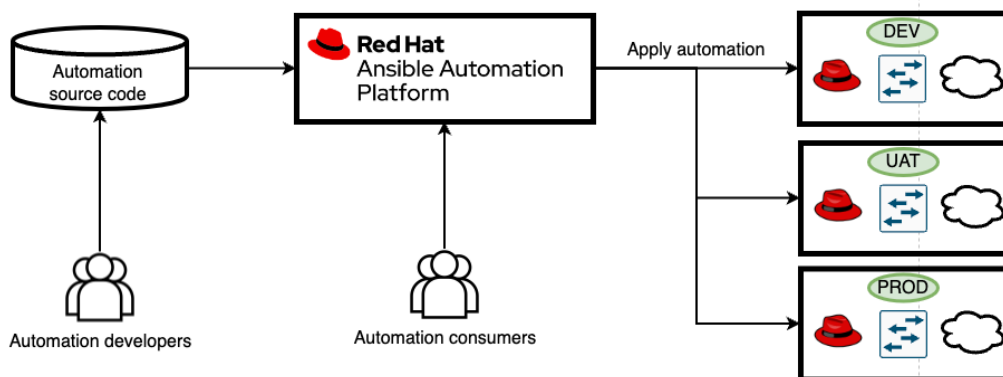 Automation
source code
Red Hat
Ansible Automation
Platform
Apply automation
DEV
UAT
PROD
Automation developers
Automation consumers